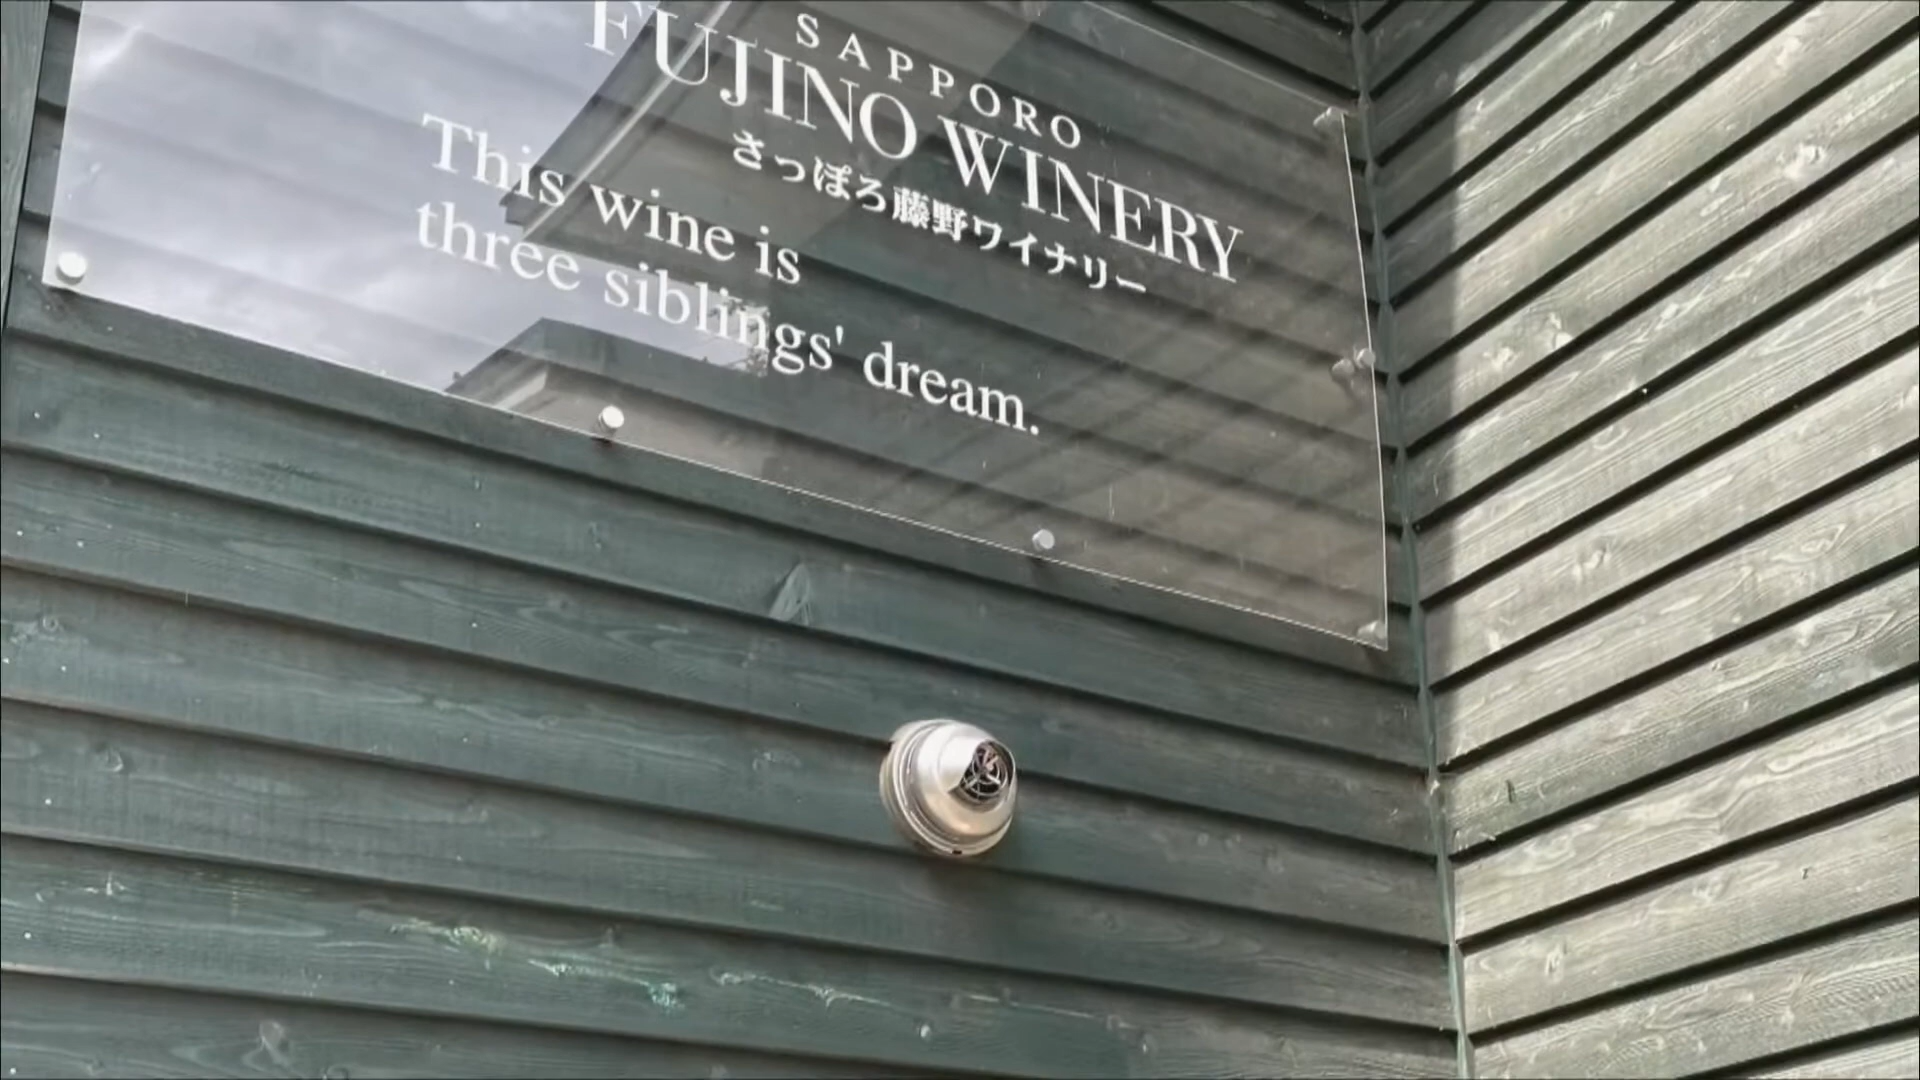 SAPPORO
FUJINO WINERY
さっぽろ藤野ワイナリー
This wine is
three siblings' dream.